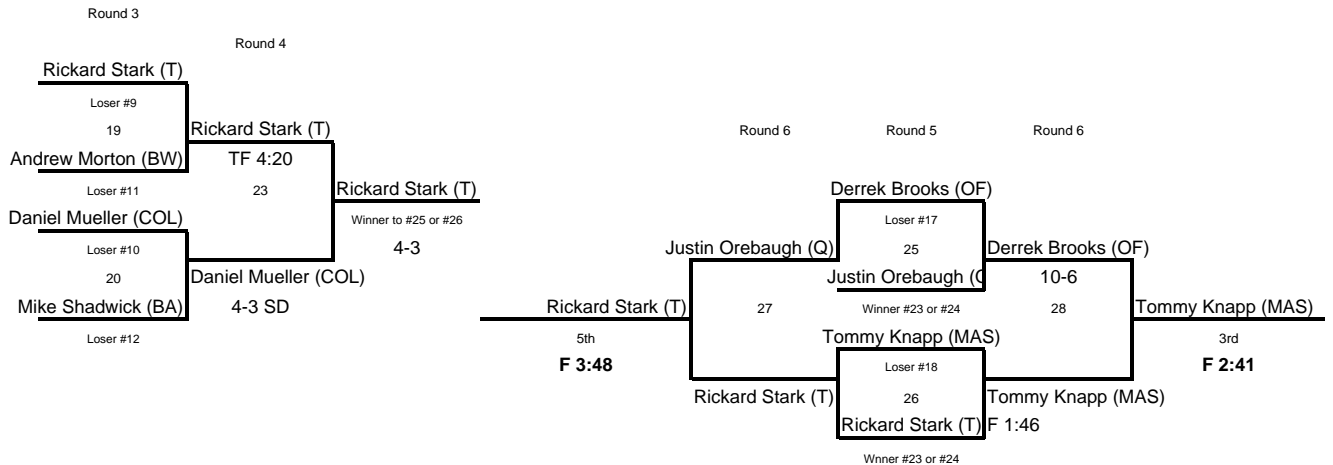 Round 3
Round 4
Rickard Stark (T)
Loser #9
19
Rickard Stark (T)
Andrew Morton (BW)
TF 4:20
Loser #11
23
Rickard Stark (T)
Daniel Mueller (COL)
Winner to #25 or #26
Loser #10
4-3
20
Daniel Mueller (COL)
Mike Shadwick (BA)
4-3 SD
Loser #12
Round 6
Round 5
Round 6
Derrek Brooks (OF)
Loser #17
Justin Orebaugh (Q)
25
Derrek Brooks (OF)
Justin Orebaugh (
10-6
Rickard Stark (T)
27
Winner #23 or #24
28
Tommy Knapp (MAS)
5th
Tommy Knapp (MAS)
3rd
F 3:48
Loser #18
F 2:41
Rickard Stark (T)
26
Tommy Knapp (MAS)
Rickard Stark (T)
F 1:46
Wnner #23 or #24